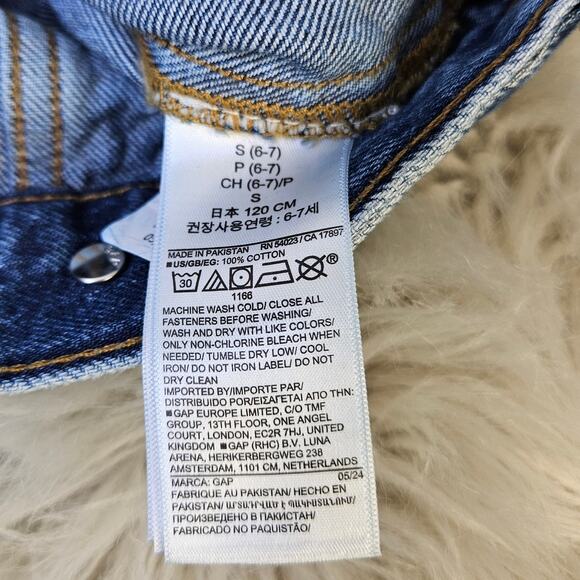 S (6-7)
P (6-7)
CH (6-7)/P
S
日本 120 CM
권장사용연령 : 6-7세
MADE IN PAKISTAN RN 54023 / CA 17897
■US/GB/EG: 100% COTTON
30
1166
MACHINE WASH COLD/ CLOSE ALL
FASTENERS BEFORE WASHING/
WASH AND DRY WITH LIKE COLORS/
ONLY NON-CHLORINE BLEACH WHEN
NEEDED/ TUMBLE DRY LOW/ COOL
IRON/ DO NOT IRON LABEL/ DO NOT
DRY CLEAN
IMPORTED BY/IMPORTE PAR/
DISTRIBUIDO POR/ΕΙΣΑΓΕΤΑΙ ΑΠΟ ΤΗΝ:
■GAP EUROPE LIMITED, C/O TMF
GROUP, 13TH FLOOR, ONE ANGEL
COURT, LONDON, EC2R 7HJ, UNITED
KINGDOM ■GAP (RHC) B.V. LUNA
ARENA, HERIKERBERGWEG 238
AMSTERDAM, 1101 CM, NETHERLANDS
MARCA: GAP 05/24
FABRIQUE AU PAKISTAN/ HECHO EN
PAKISTAN/ ԱՐՏԱԴՐՎԱԾ Է ՊԱԿԻՍՏԱՆՈՒՄ/
ПРОИЗВЕДЕНО В ПАКИСТАН/
FABRICADO NO PAQUISTÃO/